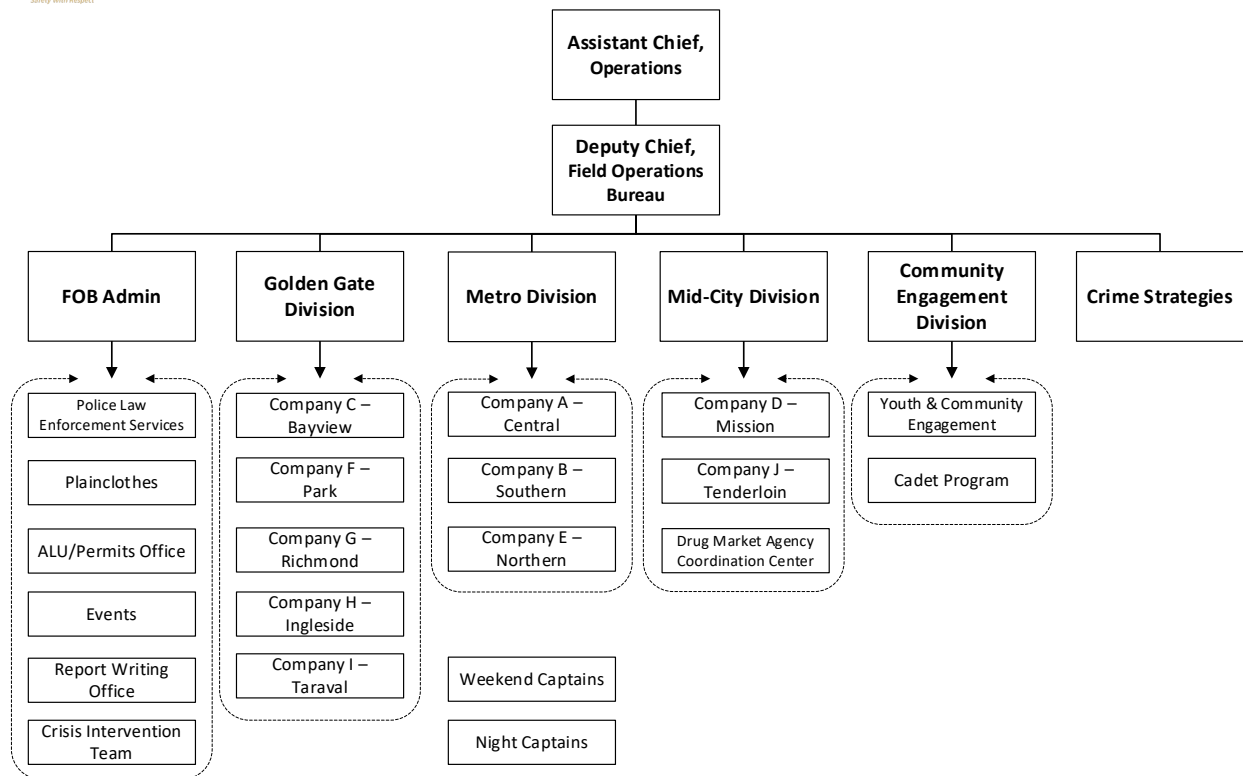 Safety with Respect
Assistant Chief,
Operations
Deputy Chief,
Field Operations
Bureau
FOB Admin
Golden Gate
Division
Metro Division
Mid-City Division
Community
Engagement
Division
Crime Strategies
Police Law
Enforcement Services
Plainclothes
ALU/Permits Office
Events
Report Writing
Office
Crisis Intervention
Team
Company C –
Bayview
Company F –
Park
Company G –
Richmond
Company H –
Ingleside
Company I –
Taraval
Company A –
Central
Company B –
Southern
Company E –
Northern
Weekend Captains
Night Captains
Company D –
Mission
Company J –
Tenderloin
Drug Market Agency
Coordination Center
Youth & Community
Engagement
Cadet Program